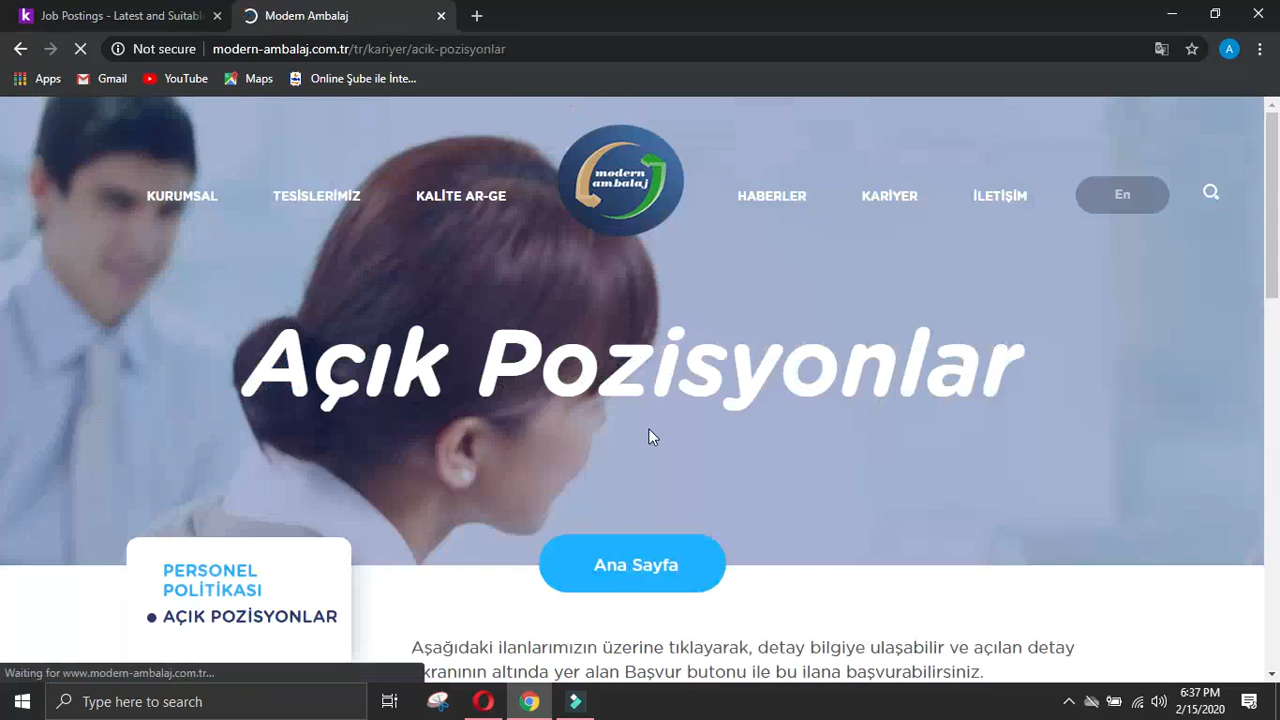 Job Postings - Latest and Suitable
Modern Ambalaj
Not secure
modern-ambalaj.com.tr/tr/kariyer/acik-pozisyonlar
A
Apps
Gmail
YouTube
Maps
Online Şube ile İnte...
KURUMSAL
TESİSLERİMİZ
KALİTE AR-GE
modern
ambalaj
HABERLER
KARİYER
İLETİŞİM
En
Açık Pozisyonlar
Ana Sayfa
PERSONEL
POLİTİKASI
AÇIK POZİSYONLAR
Aşağıdaki ilanlarımızın üzerine tıklayarak, detay bilgiye ulaşabilir ve açılan detay
ekranının altında yer alan Başvur butonu ile bu ilana başvurabilirsiniz.
Waiting for www.modern-ambalaj.com.tr...
Type here to search
6:37 PM
2/15/2020